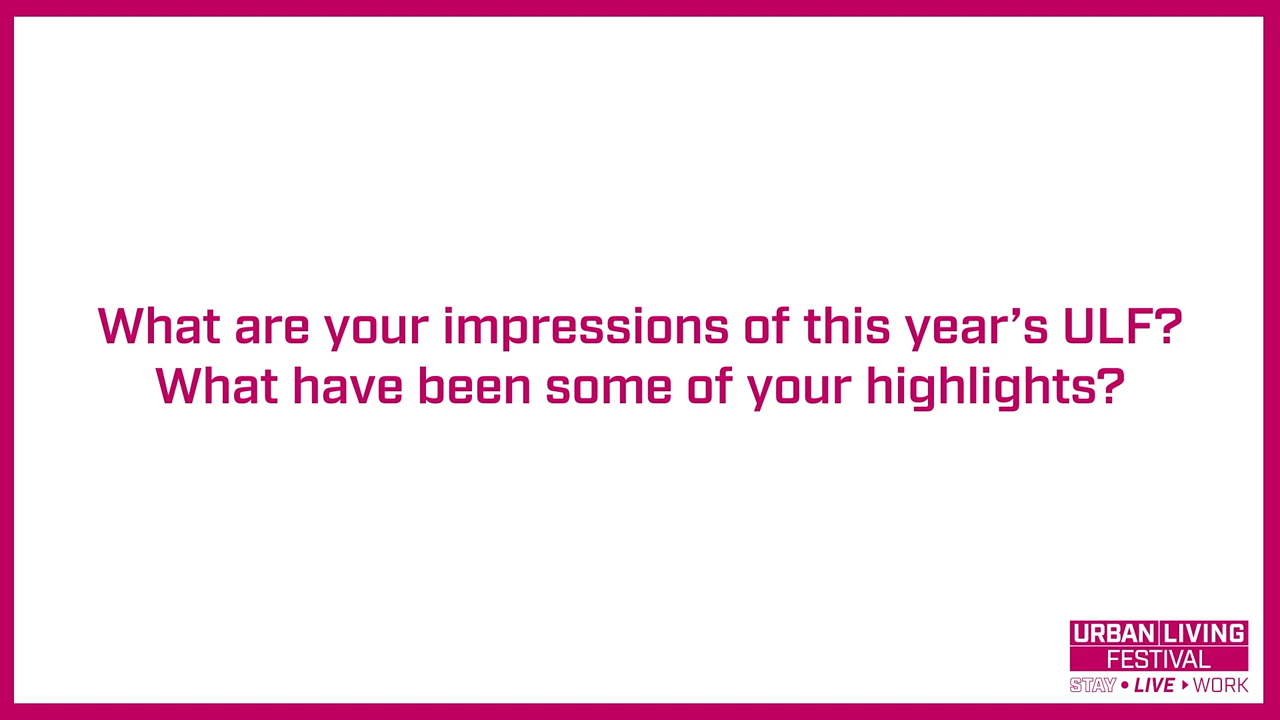 What are your impressions of this year’s ULF?
What have been some of your highlights?
URBAN LIVING
FESTIVAL
STAY • LIVE ▸ WORK